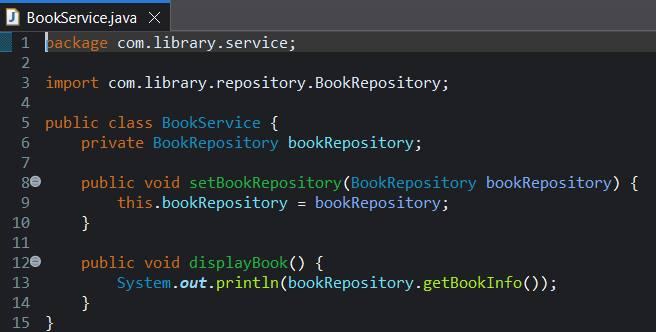 BookService.java
1 package com.library.service;
2
3 import com.library.repository.BookRepository;
4
5 public class BookService {
6     private BookRepository bookRepository;
7
8     public void setBookRepository(BookRepository bookRepository) {
9         this.bookRepository = bookRepository;
10     }
11
12     public void displayBook() {
13         System.out.println(bookRepository.getBookInfo());
14     }
15 }